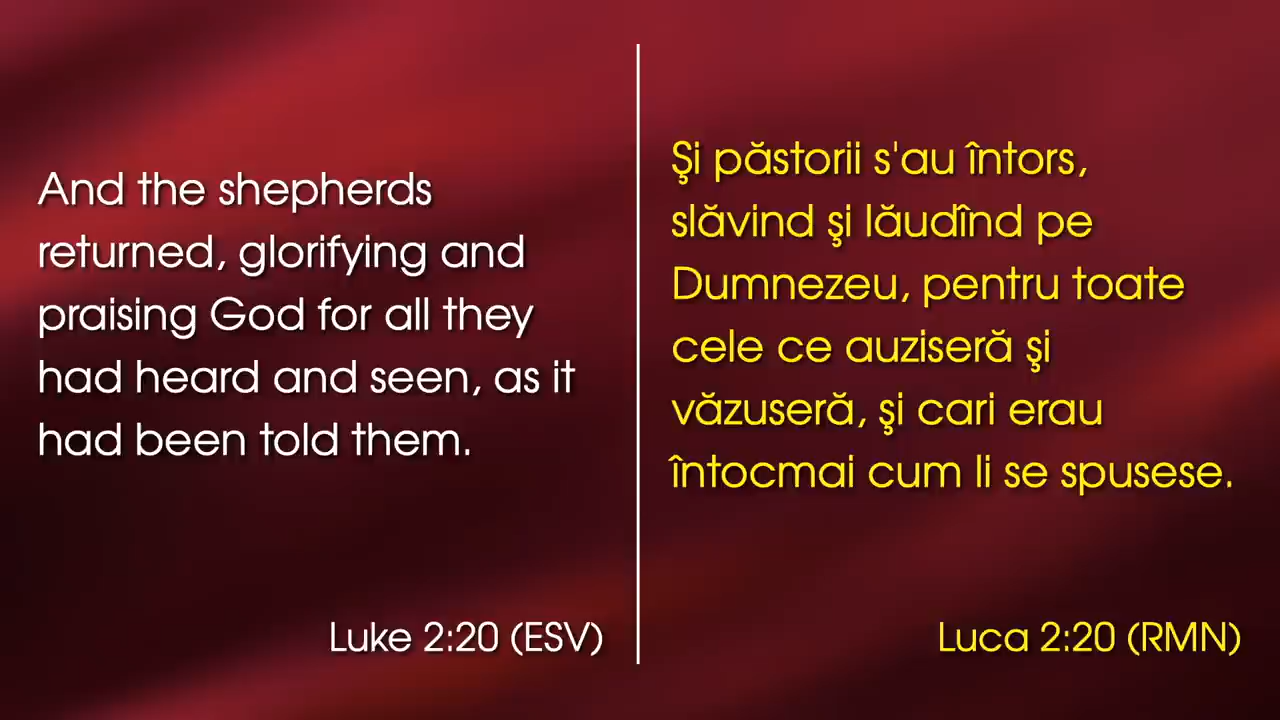 And the shepherds
returned, glorifying and
praising God for all they
had heard and seen, as it
had been told them.
Luke 2:20 (ESV)
Şi păstorii s'au întors,
slăvind şi lăudînd pe
Dumnezeu, pentru toate
cele ce auziseră şi
văzuseră, şi cari erau
întocmai cum li se spusese.
Luca 2:20 (RMN)